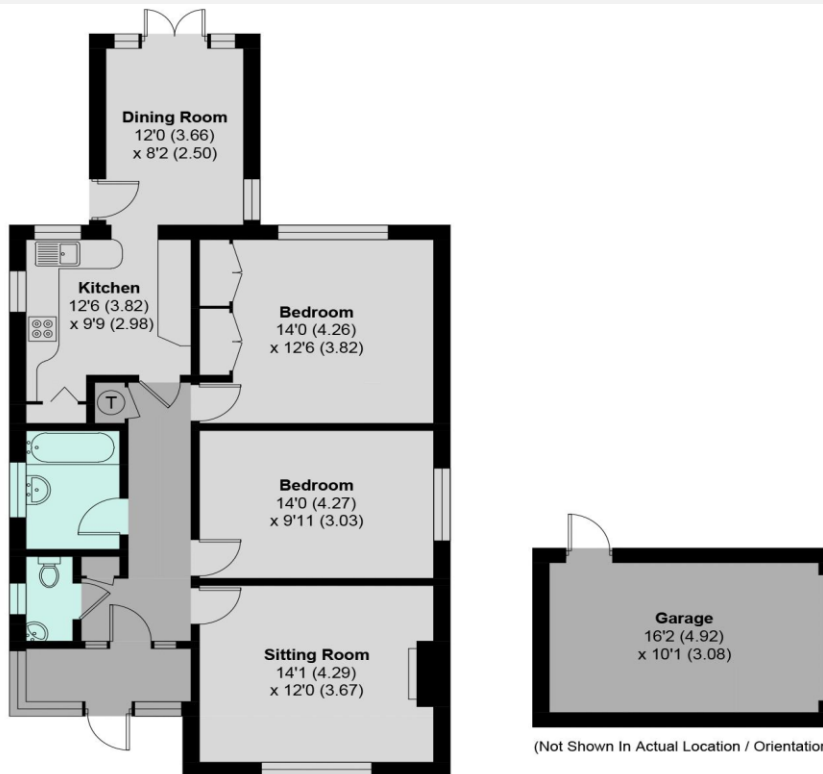 Dining Room
12'0 (3.66)
x 8'2 (2.50)
Kitchen
12'6 (3.82)
x 9'9 (2.98)
Bedroom
14'0 (4.26)
x 12'6 (3.82)
T
Bedroom
14'0 (4.27)
x 9'11 (3.03)
Sitting Room
14'1 (4.29)
x 12'0 (3.67)
Garage
16'2 (4.92)
x 10'1 (3.08)
(Not Shown In Actual Location / Orientation